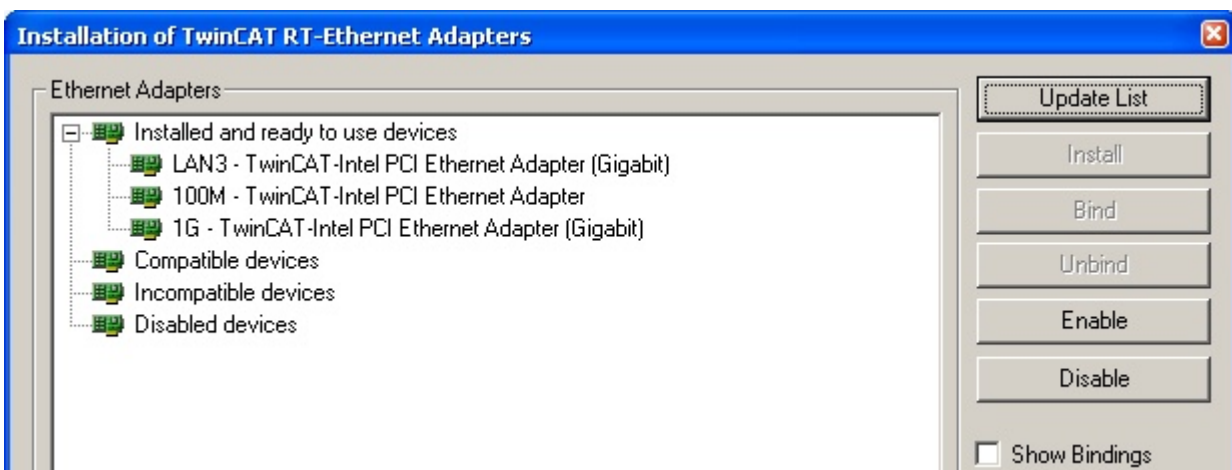 Installation of TwinCAT RT-Ethernet Adapters
Ethernet Adapters
Installed and ready to use devices
LAN3 - TwinCAT-Intel PCI Ethernet Adapter (Gigabit)
100M - TwinCAT-Intel PCI Ethernet Adapter
1G - TwinCAT-Intel PCI Ethernet Adapter (Gigabit)
Compatible devices
Incompatible devices
Disabled devices
Update List
Install
Bind
Unbind
Enable
Disable
Show Bindings